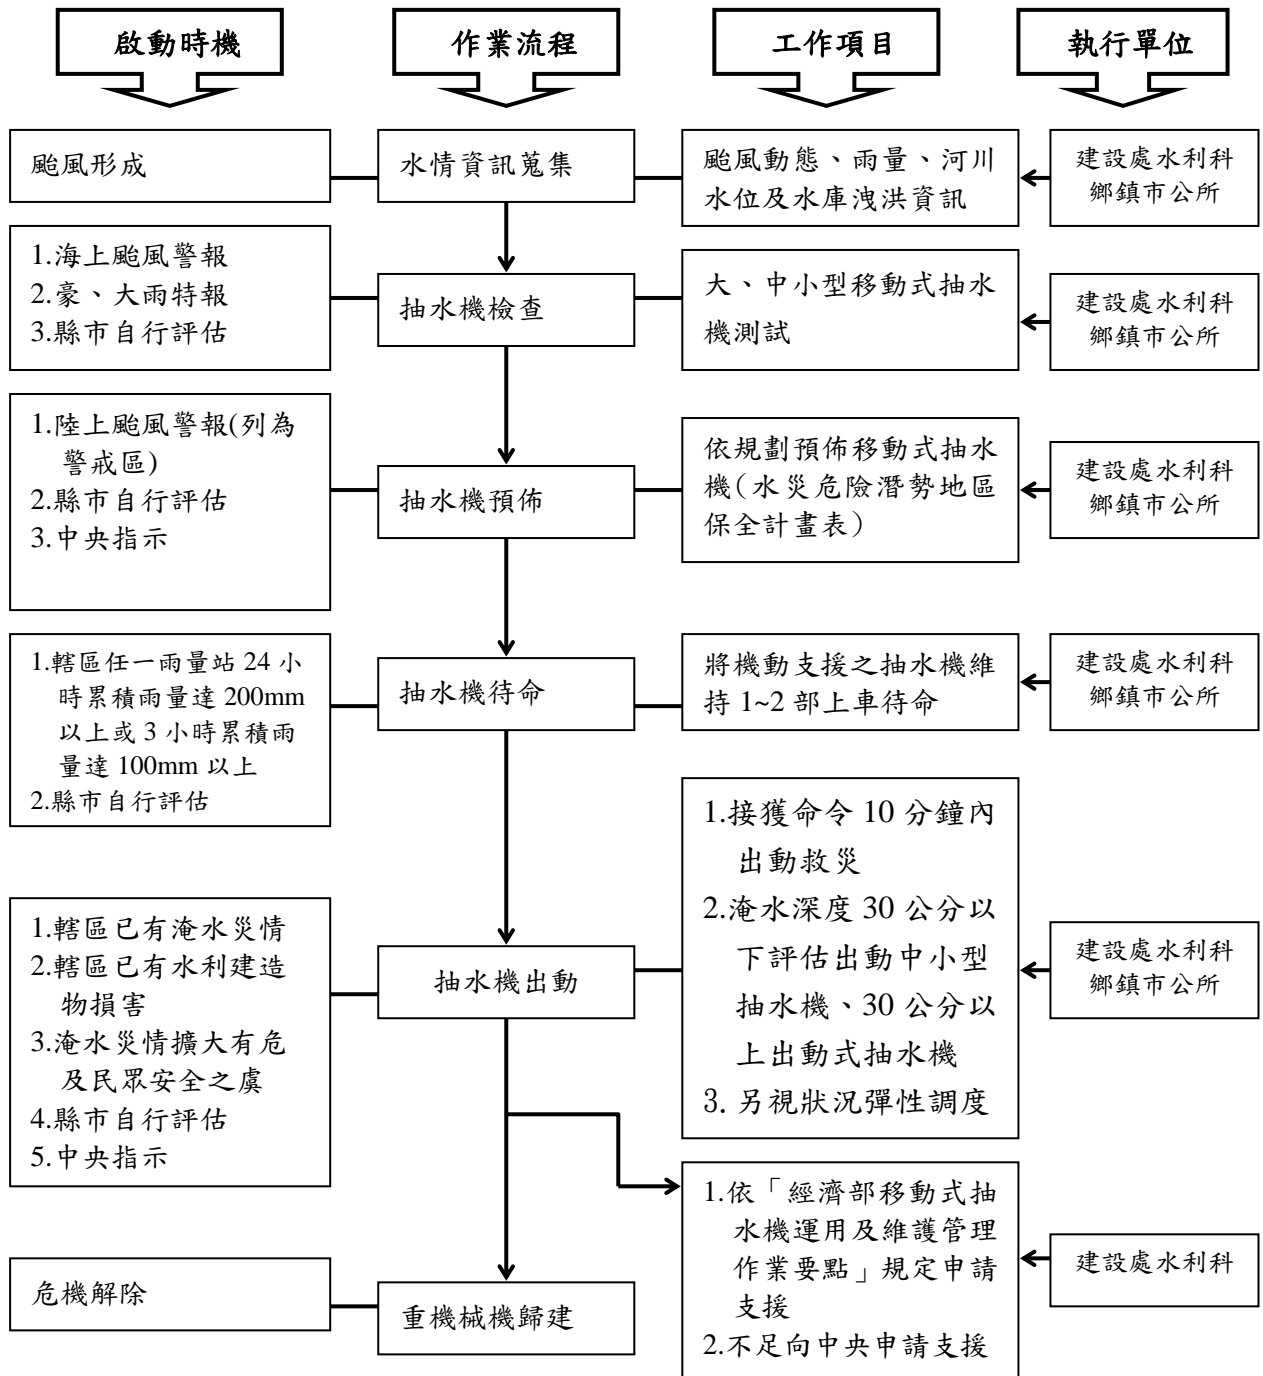 啟動時機
作業流程
工作項目
執行單位
颱風形成
水情資訊蒐集
颱風動態、雨量、河川
水位及水庫洩洪資訊
建設處水利科
鄉鎮市公所
1.海上颱風警報
2.豪、大雨特報
3.縣市自行評估
抽水機檢查
大、中小型移動式抽水
機測試
建設處水利科
鄉鎮市公所
1.陸上颱風警報(列為
警戒區)
2.縣市自行評估
3.中央指示
抽水機預佈
依規劃預佈移動式抽水
機(水災危險潛勢地區
保全計畫表)
建設處水利科
鄉鎮市公所
1.轄區任一雨量站 24 小
時累積雨量達 200mm
以上或 3 小時累積雨
量達 100mm 以上
2.縣市自行評估
抽水機待命
將機動支援之抽水機維
持 1~2 部上車待命
建設處水利科
鄉鎮市公所
1.轄區已有淹水災情
2.轄區已有水利建造
物損害
3.淹水災情擴大有危
及民眾安全之虞
4.縣市自行評估
5.中央指示
抽水機出動
1.接獲命令 10 分鐘內
出動救災
2.淹水深度 30 公分以
下評估出動中小型
抽水機、30 公分以
上出動式抽水機
3. 另視狀況彈性調度
建設處水利科
鄉鎮市公所
危機解除
重機械機歸建
1.依「經濟部移動式抽
水機運用及維護管理
作業要點」規定申請
支援
2.不足向中央申請支援
建設處水利科